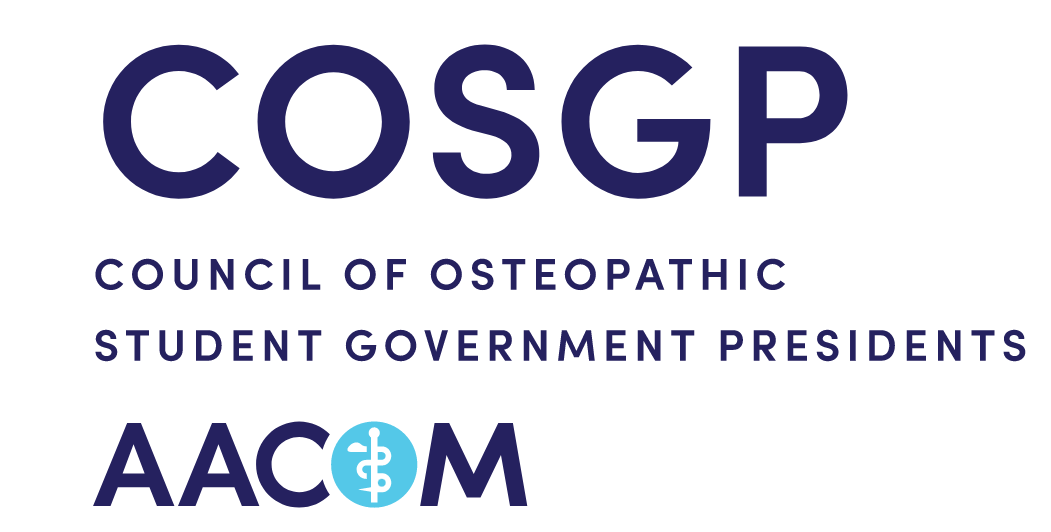 COSGP
COUNCIL OF OSTEOPATHIC
STUDENT GOVERNMENT PRESIDENTS
AACOM